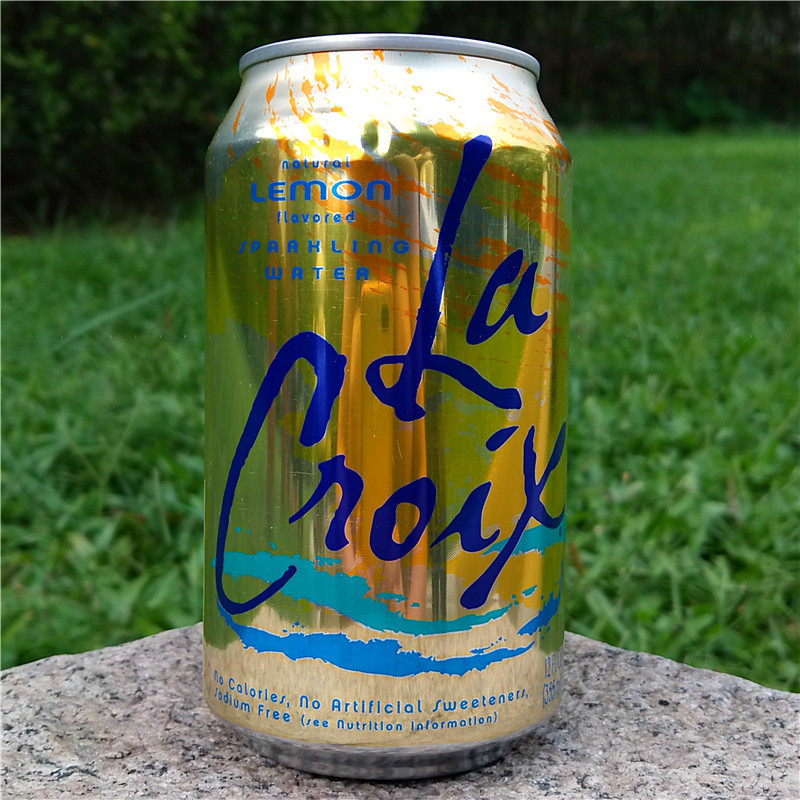 natural
LEMON
flavored
SPARKLING
WATER
La
Croix
No Calories, No Artificial Sweeteners,
Sodium Free (see Nutrition Information)